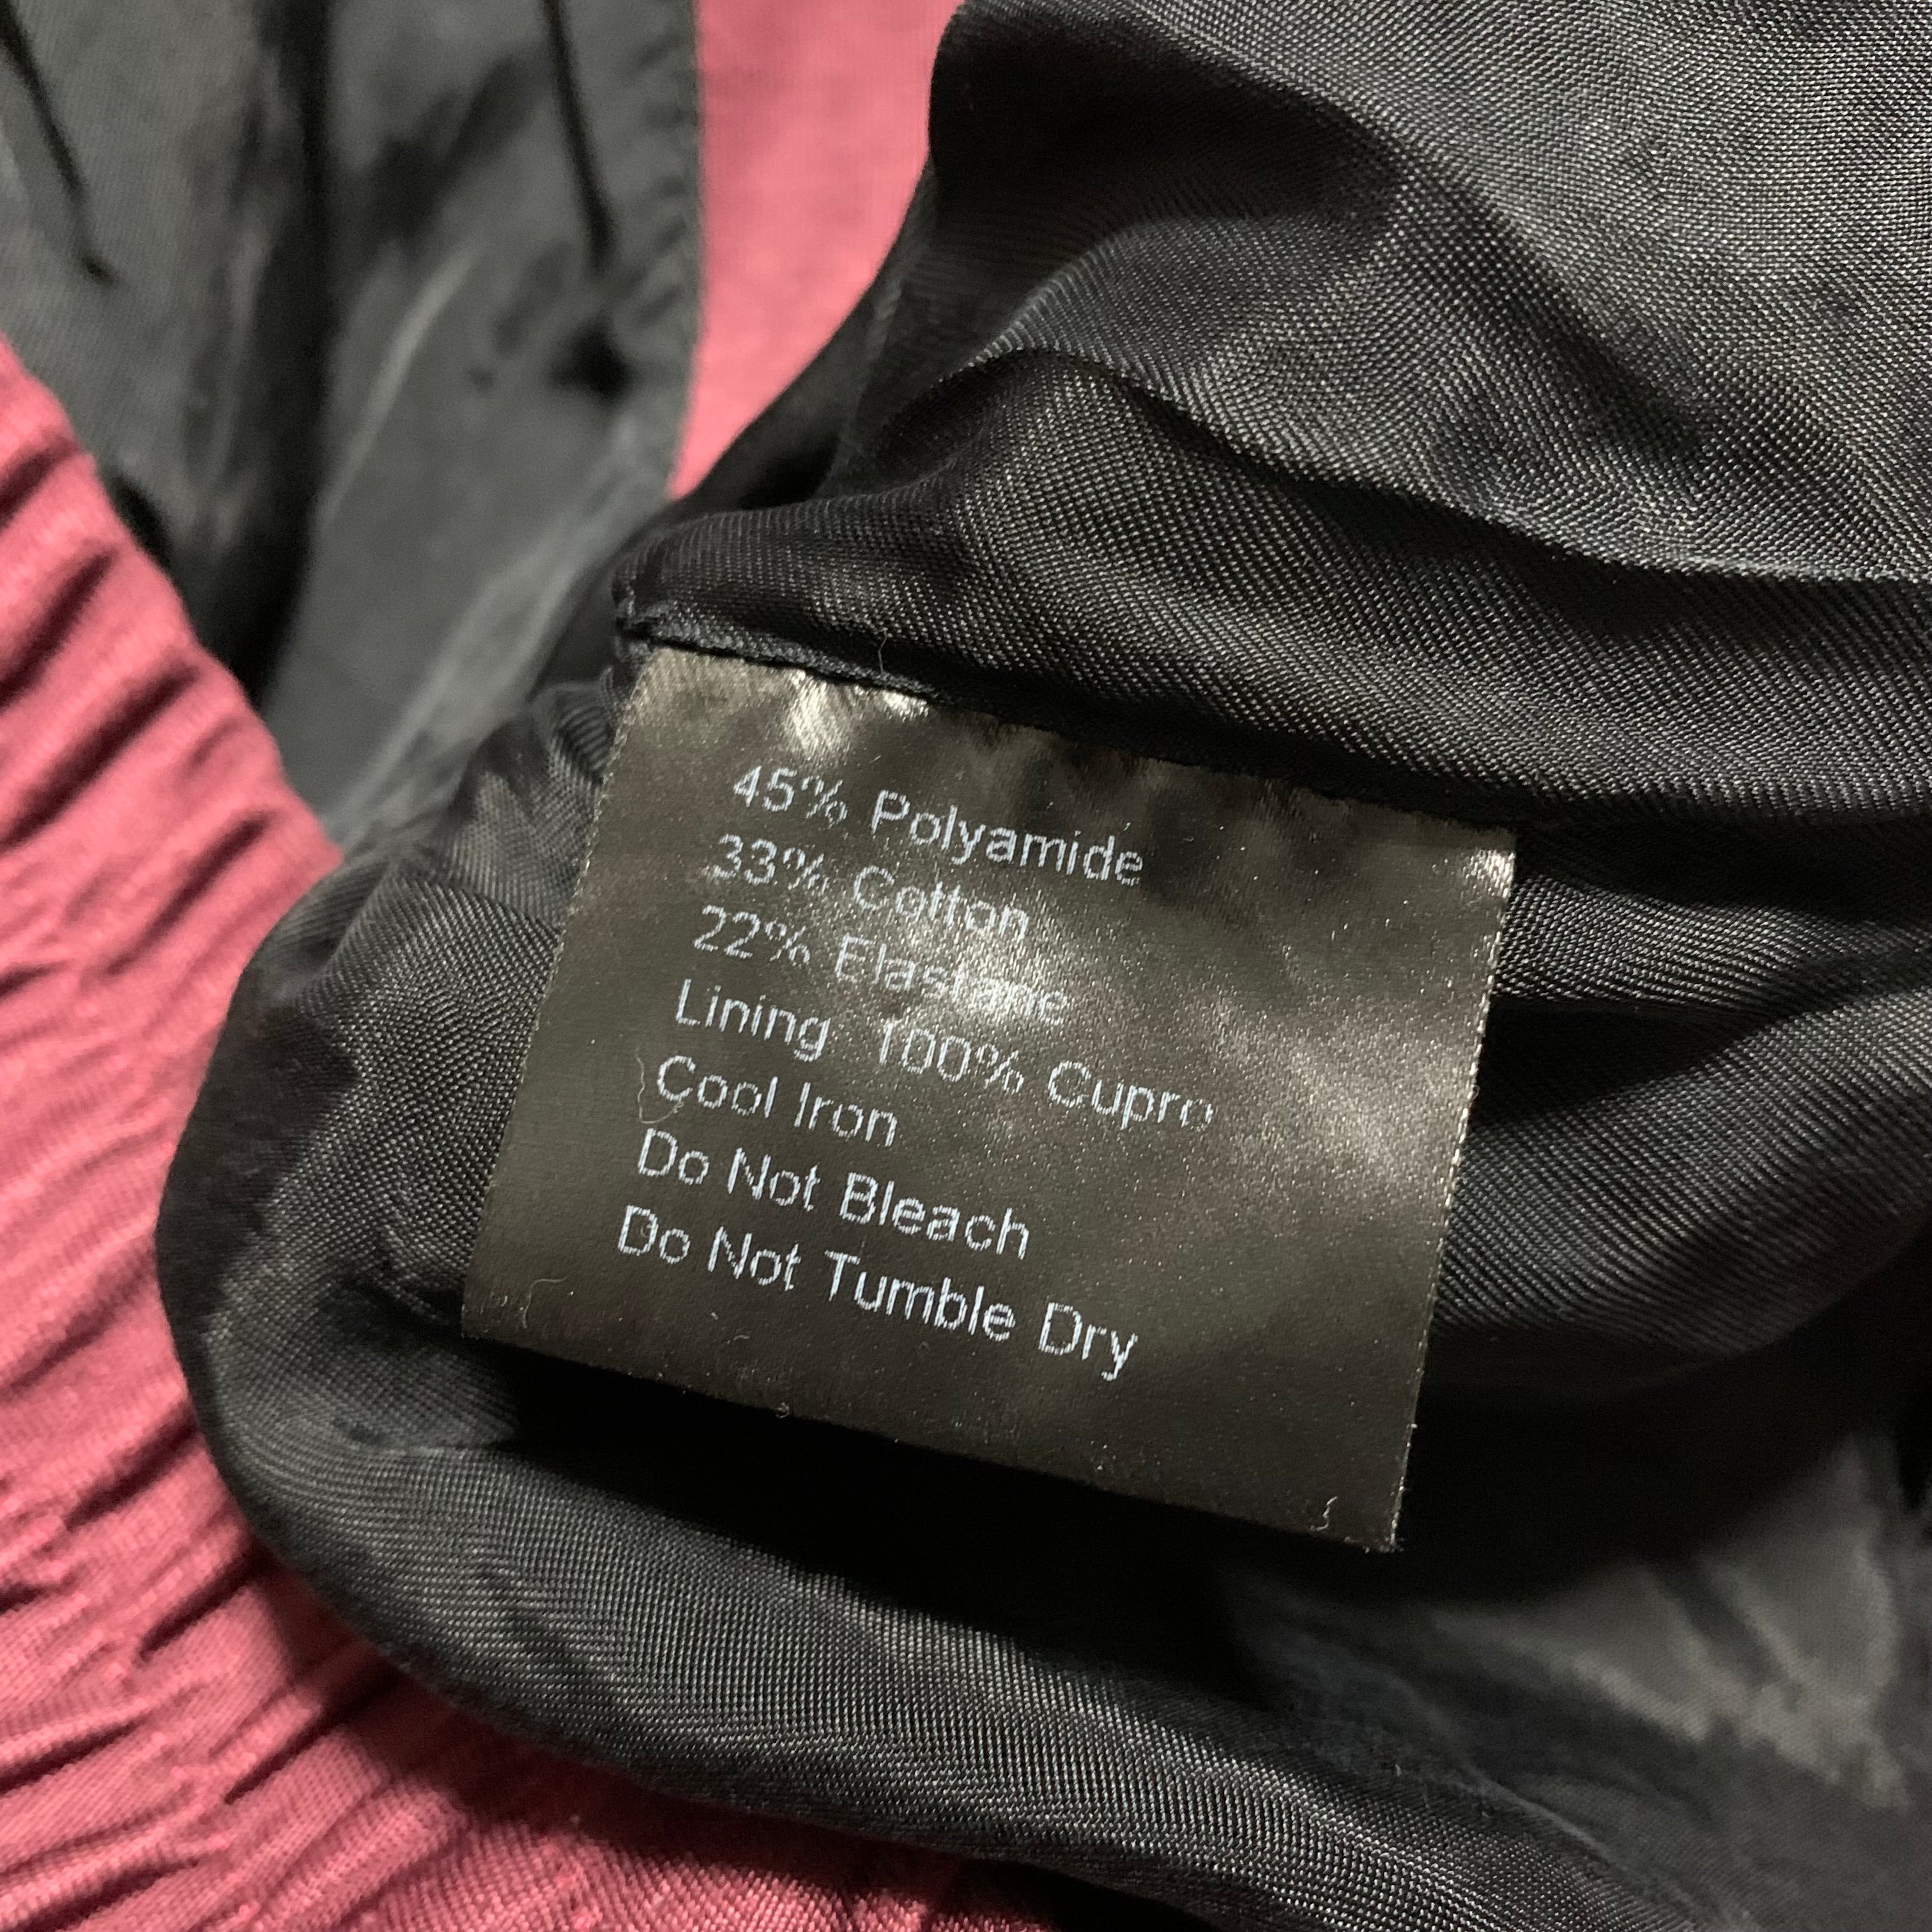 45% Polyamide
33% Cotton
22% Elastane
Lining: 100% Cupro
Cool Iron
Do Not Bleach
Do Not Tumble Dry